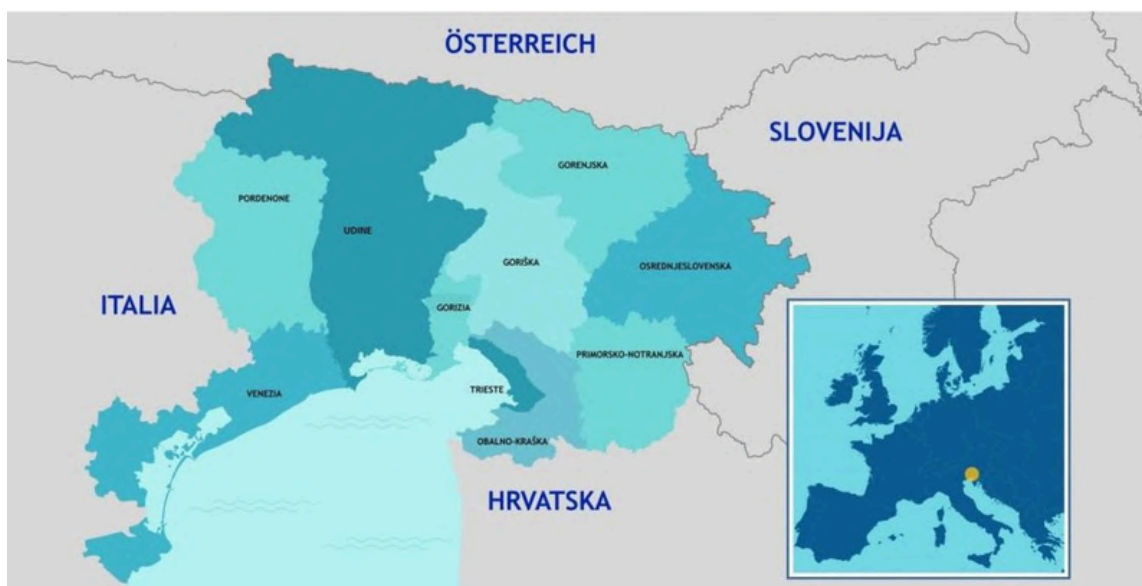 ÖSTERREICH
SLOVENIJA
GORENJSKA
PORDENONE
UDINE
GORIŠKA
OSREDNJESLOVENSKA
ITALIA
GORIZIA
PRIMORSKO-NOTRANJSKA
TRIESTE
VENEZIA
OBALNO-KRAŠKA
HRVATSKA